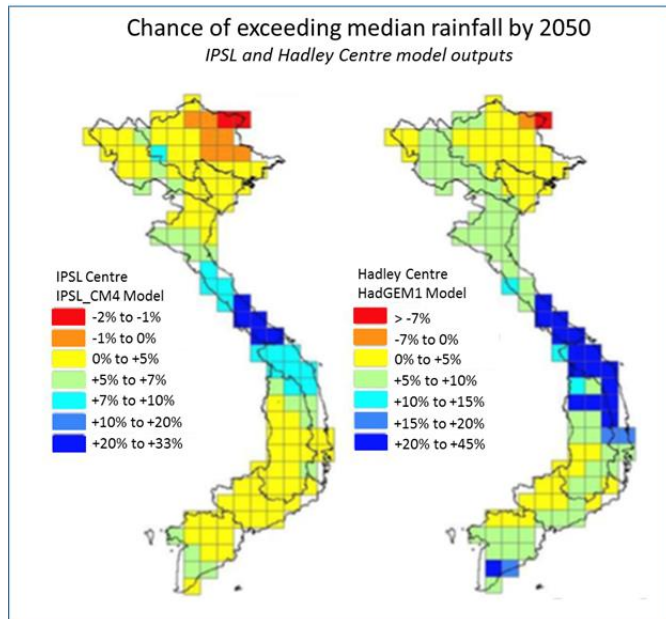 Chance of exceeding median rainfall by 2050
IPSL and Hadley Centre model outputs
IPSL Centre
IPSL_CM4 Model
-2% to -1%
-1% to 0%
0% to +5%
+5% to +7%
+7% to +10%
+10% to +20%
+20% to +33%
Hadley Centre
HadGEM1 Model
> -7%
-7% to 0%
0% to +5%
+5% to +10%
+10% to +15%
+15% to +20%
+20% to +45%